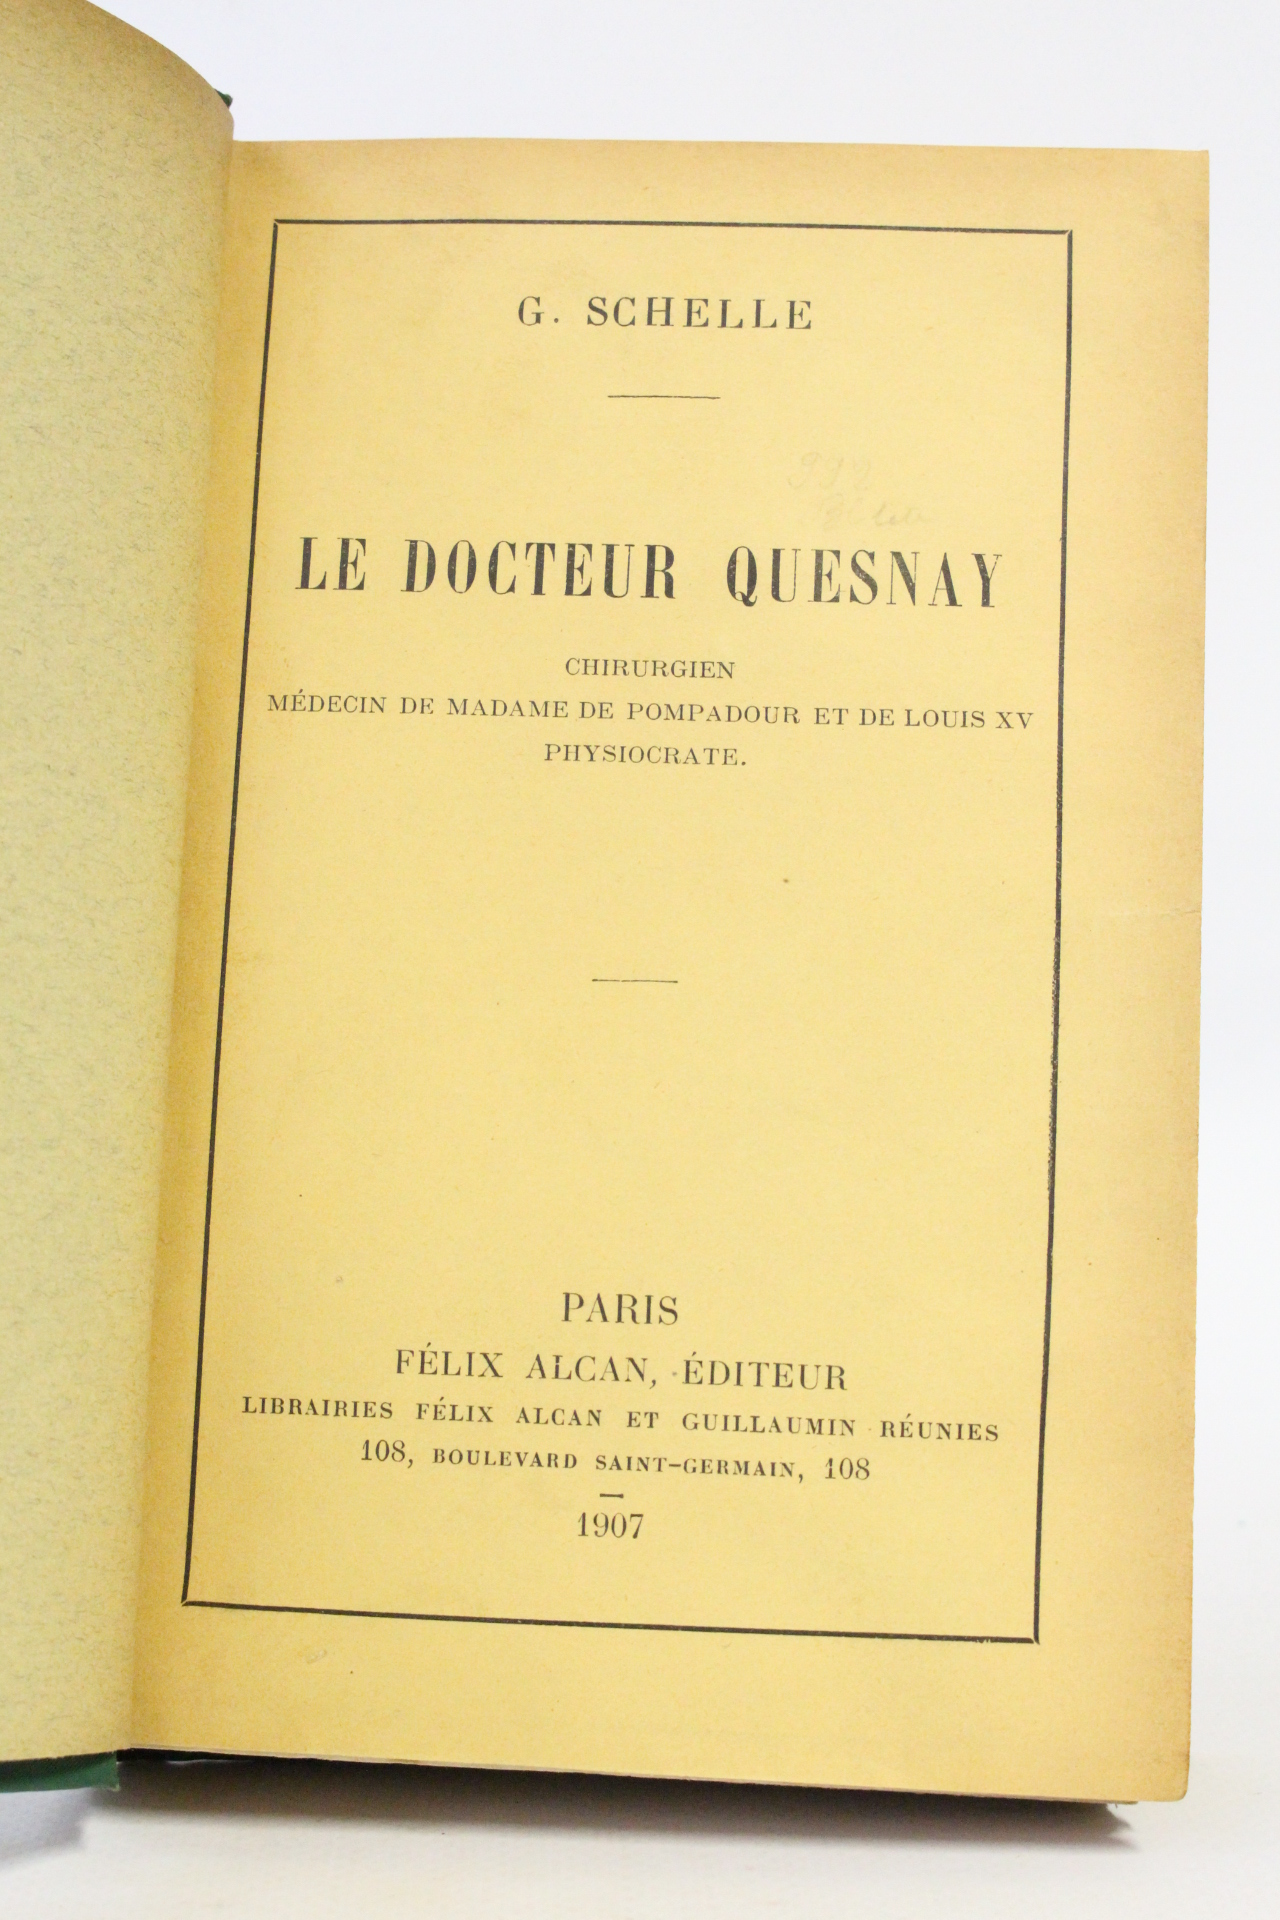 G. SCHELLE
LE DOCTEUR QUESNAY
CHIRURGIEN
MÉDECIN DE MADAME DE POMPADOUR ET DE LOUIS XV
PHYSIOCRATE.
PARIS
FÉLIX ALCAN, ÉDITEUR
LIBRAIRIES FÉLIX ALCAN ET GUILLAUMIN RÉUNIES
108, BOULEVARD SAINT-GERMAIN, 108
1907